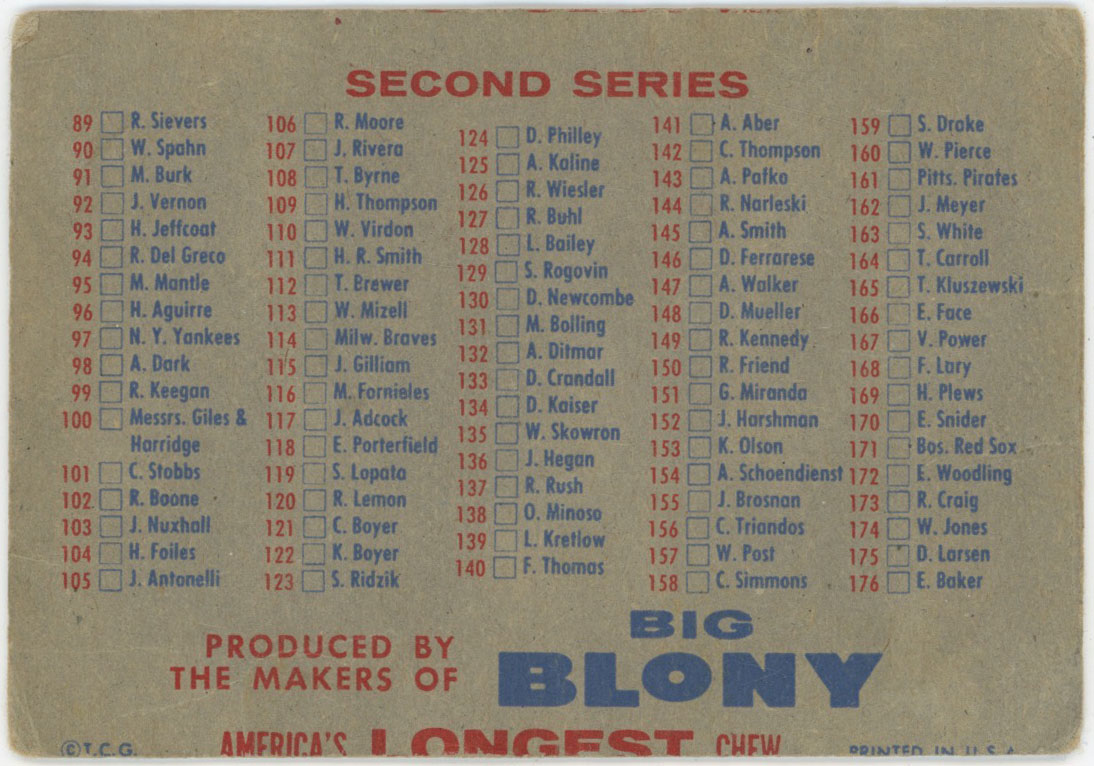 SECOND SERIES
89 R. Sievers
90 W. Spahn
91 M. Burk
92 J. Vernon
93 H. Jeffcoat
94 R. Del Greco
95 M. Mantle
96 H. Aguirre
97 N. Y. Yankees
98 A. Dark
99 R. Keegan
100 Messrs. Giles &
Harridge
101 C. Stobbs
102 R. Boone
103 J. Nuxhall
104 H. Foiles
105 J. Antonelli
106 R. Moore
107 J. Rivera
108 T. Byrne
109 H. Thompson
110 W. Virdon
111 H. R. Smith
112 T. Brewer
113 W. Mizell
114 Milw. Braves
115 J. Gilliam
116 M. Fornieles
117 J. Adcock
118 E. Porterfield
119 S. Lopata
120 R. Lemon
121 C. Boyer
122 K. Boyer
123 S. Ridzik
124 D. Philley
125 A. Kaline
126 R. Wiesler
127 R. Buhl
128 L. Bailey
129 S. Rogovin
130 D. Newcombe
131 M. Bolling
132 A. Ditmar
133 D. Crandall
134 D. Kaiser
135 W. Skowron
136 J. Hegan
137 R. Rush
138 O. Minoso
139 L. Kretlow
140 F. Thomas
141 A. Aber
142 C. Thompson
143 A. Pafko
144 R. Narleski
145 A. Smith
146 D. Ferrarese
147 A. Walker
148 D. Mueller
149 R. Kennedy
150 R. Friend
151 G. Miranda
152 J. Harshman
153 K. Olson
154 A. Schoendienst
155 J. Brosnan
156 C. Triandos
157 W. Post
158 C. Simmons
159 S. Drake
160 W. Pierce
161 Pitts. Pirates
162 J. Meyer
163 S. White
164 T. Carroll
165 T. Kluszewski
166 E. Face
167 V. Power
168 F. Lary
169 H. Plews
170 E. Snider
171 Bos. Red Sox
172 E. Woodling
173 R. Craig
174 W. Jones
175 D. Larsen
176 E. Baker
PRODUCED BY
THE MAKERS OF
BIG
BLONY
AMERICA'S LONGEST CHEW
©T.C.G.
PRINTED IN U.S.A.